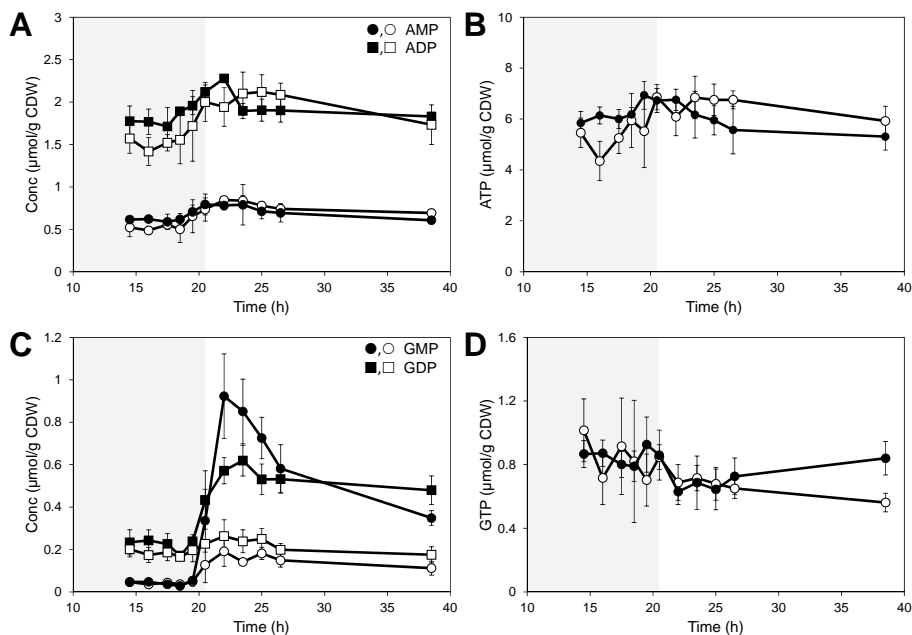 A
3
2.5
2
1.5
1
0.5
0
Conc (µmol/g CDW)
●,○ AMP
■,□ ADP
10 15 20 25 30 35 40
Time (h)
B
10
8
6
4
2
0
ATP (µmol/g CDW)
10 15 20 25 30 35 40
Time (h)
C
1.2
1
0.8
0.6
0.4
0.2
0
Conc (µmol/g CDW)
●,○ GMP
■,□ GDP
10 15 20 25 30 35 40
Time (h)
D
1.6
1.2
0.8
0.4
0
GTP (µmol/g CDW)
10 15 20 25 30 35 40
Time (h)